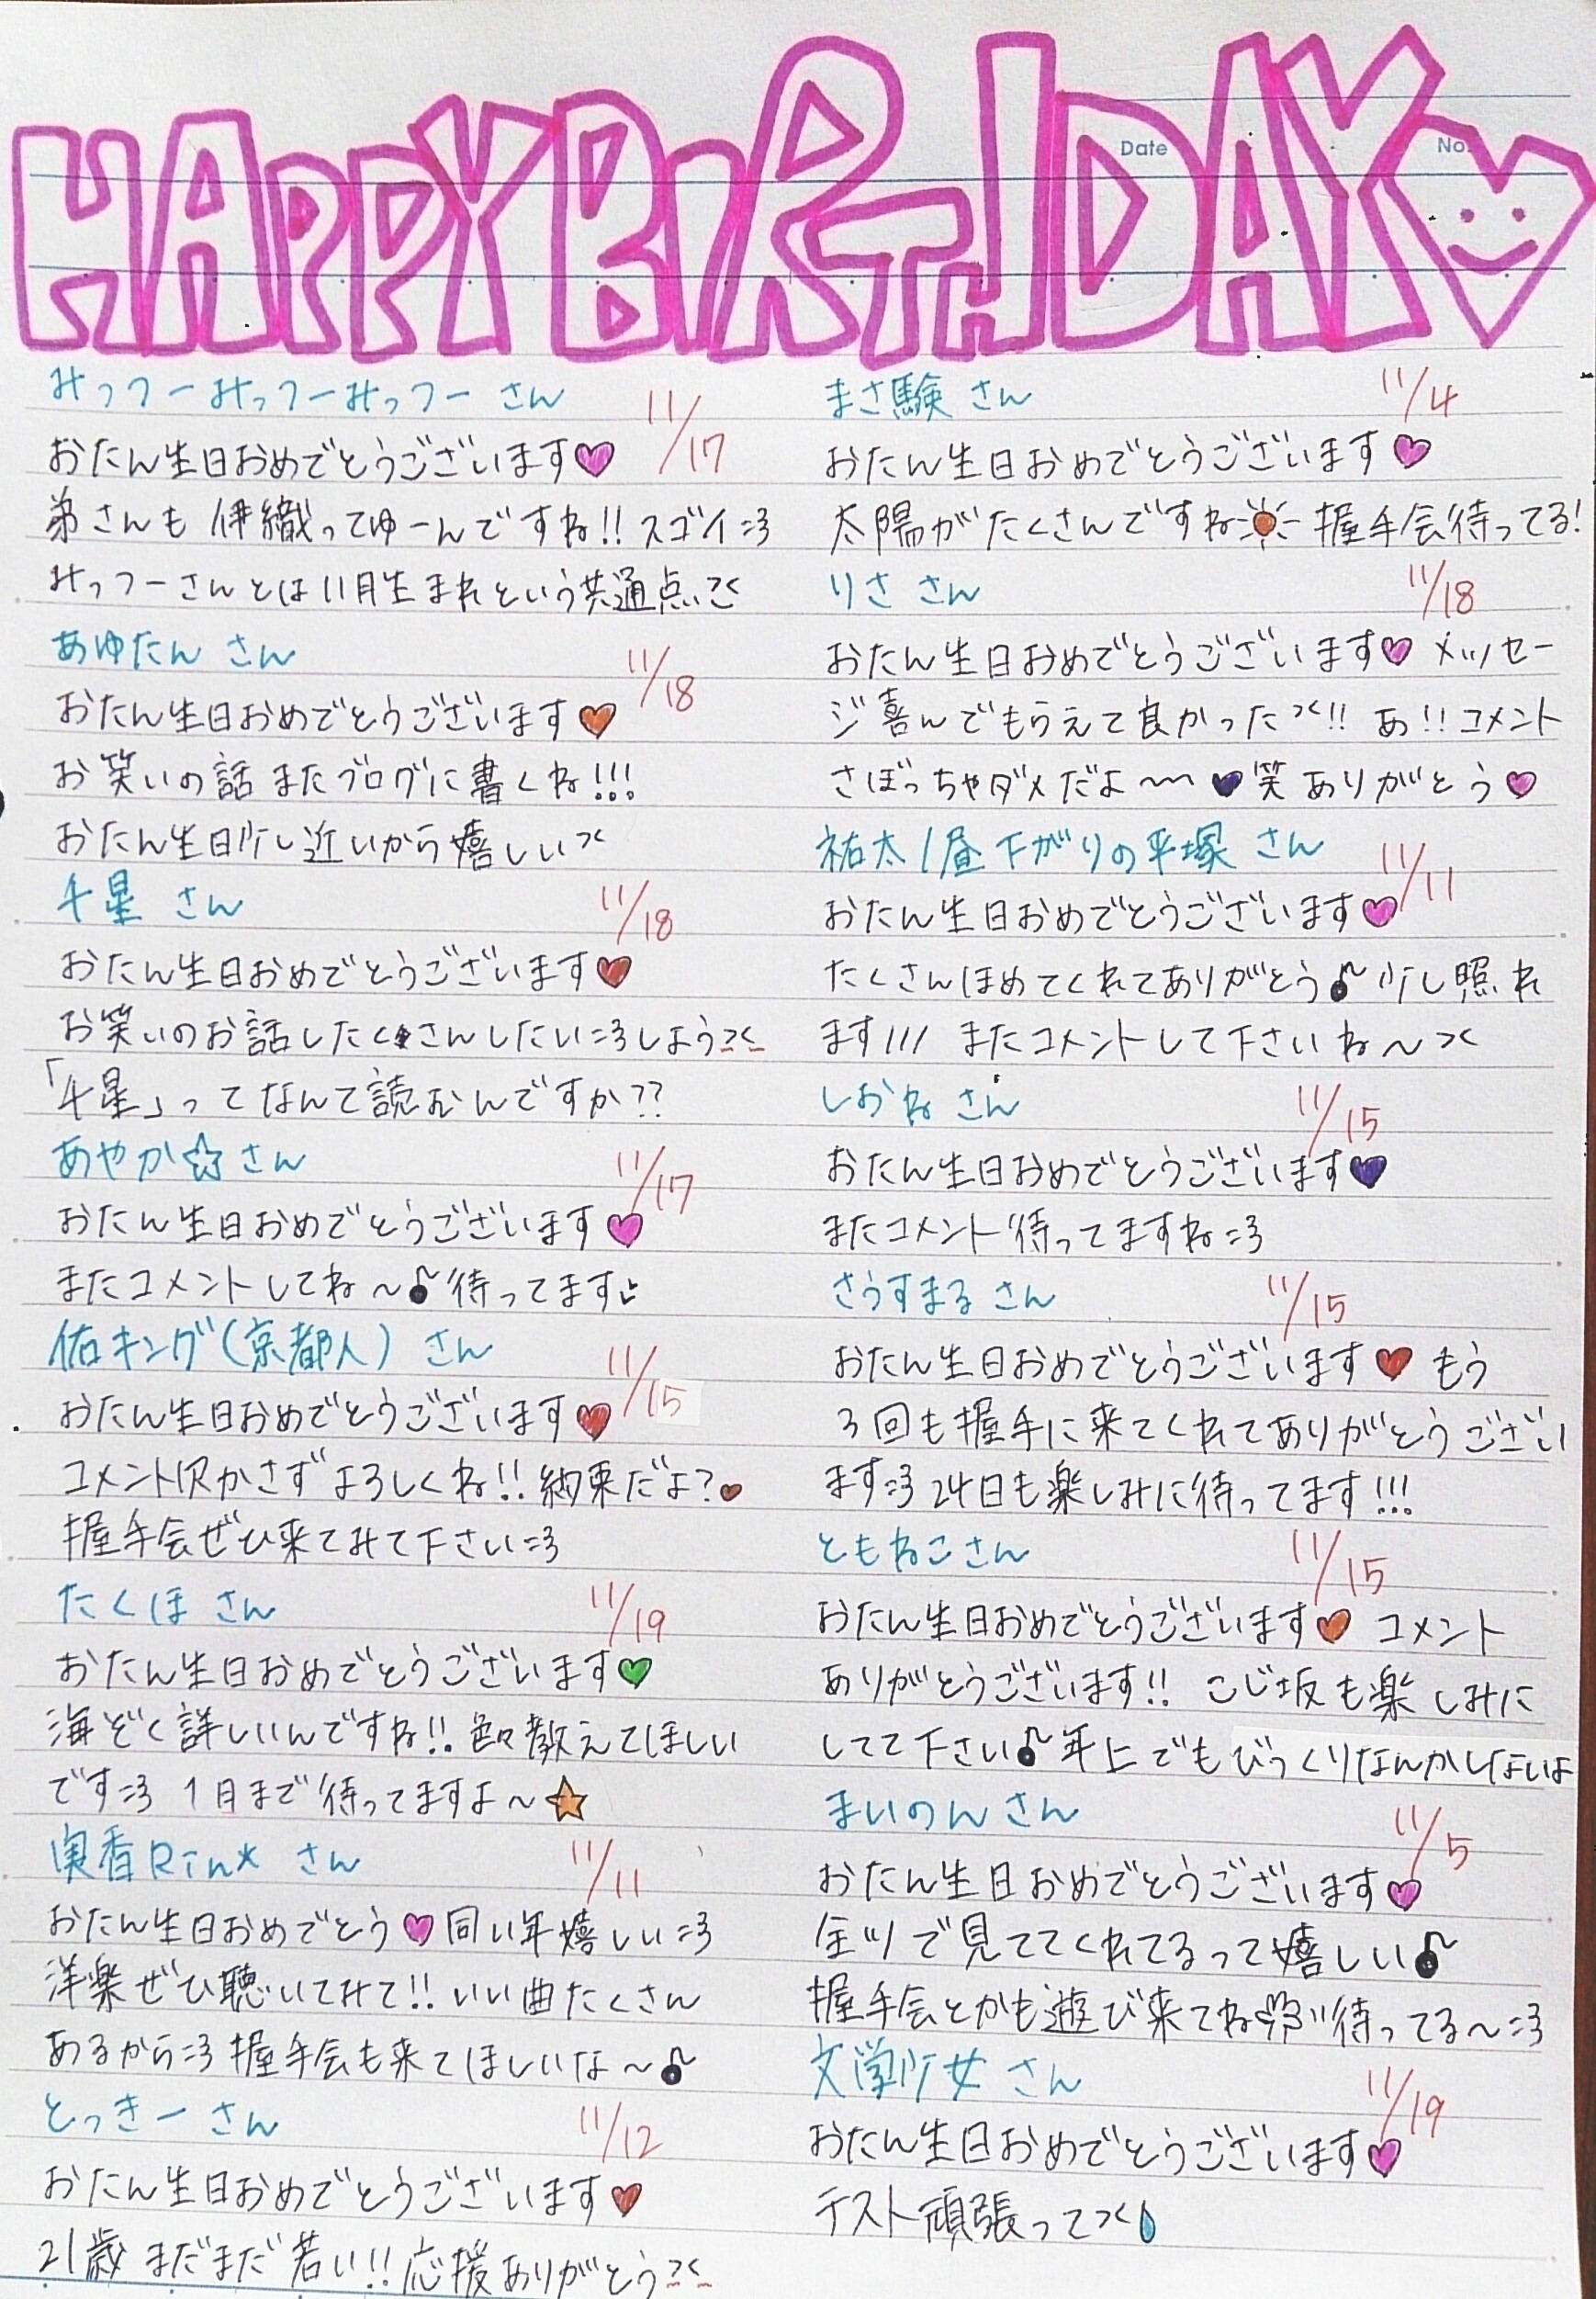 HAPPY BIRTHDAY
Date
No.
みっフーみっフーみっフー さん 11/17
おたん生日おめでとうございます♥
弟さんも伊織ってゆーんですね!! スゴイ=3
みっフーさんとは11月生まれという共通点
あゆたん さん 11/18
おたん生日おめでとうございます♥
お笑いの話またブログに書くね!!!
おたん生日少し近いから嬉しい><
千星 さん 11/18
おたん生日おめでとうございます♥
お笑いのお話したくさんしたい=3しよう><
「千星」ってなんて読むんですか??
あやか☆さん 11/17
おたん生日おめでとうございます♥
またコメントしてね〜♪待ってます
佑キング(京都人) さん 11/15
おたん生日おめでとうございます♥
コメント欠かさずよろしくね!! 約束だよ?♥
握手会ぜひ来てみて下さい=3
たくほ さん 11/19
おたん生日おめでとうございます♥
海ぞく詳しいんですね!! 色々教えてほしい
です=3 1月まで待ってますよ〜☆
実香Rin* さん 11/11
おたん生日おめでとう♥同い年嬉しい=3
洋楽ぜひ聴いてみて!! いい曲たくさん
あるから=3 握手会も来てほしいな〜♪
とっきー さん 11/12
おたん生日おめでとうございます♥
21歳まだまだ若い!! 応援ありがとう><
まさ験 さん 11/4
おたん生日おめでとうございます♥
太陽がたくさんですね☀握手会待ってる!
りさ さん 11/18
おたん生日おめでとうございます♥ メッセー
ジ喜んでもらえて良かった><!! あ!! コメント
さぼっちゃダメだよ〜 ♥笑 ありがとう♥
祐太/昼下がりの平塚 さん 11/11
おたん生日おめでとうございます♥
たくさんほめてくれてありがとう♪少し照れ
ます/// またコメントして下さいね〜><
しおね さん 11/15
おたん生日おめでとうございます♥
またコメント待ってますね=3
さうすまる さん 11/15
おたん生日おめでとうございます♥ もう
3回も握手に来てくれてありがとうござい
ます=3 24日も楽しみに待ってます!!!
ともねこさん 11/15
おたん生日おめでとうございます♥ コメント
ありがとうございます!! こじ坂も楽しみに
してて下さい♪年上でもびっくりなんかしないよ
まいのん さん 11/5
おたん生日おめでとうございます♥
全ツで見ててくれてるって嬉しい♪
握手会とかも遊び来てね 待ってる〜=3
文学少女 さん 11/19
おたん生日おめでとうございます♥
テスト頑張って><